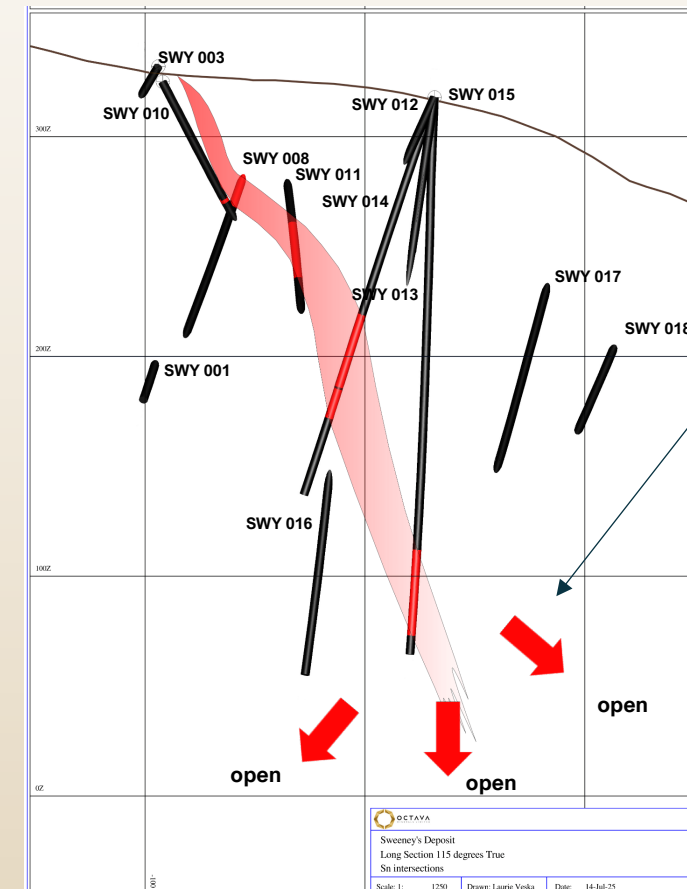 SWY 003
SWY 015
SWY 012
SWY 010
300Z
SWY 008
SWY 011
SWY 014
SWY 017
SWY 013
SWY 018
200Z
SWY 001
SWY 016
100Z
open
open
open
0Z
OCTAVA
Sweeney's Deposit
Long Section 115 degrees True
Sn intersections
Scale: 1: 1250 Drawn: Laurie Veska Date: 14-Jul-25